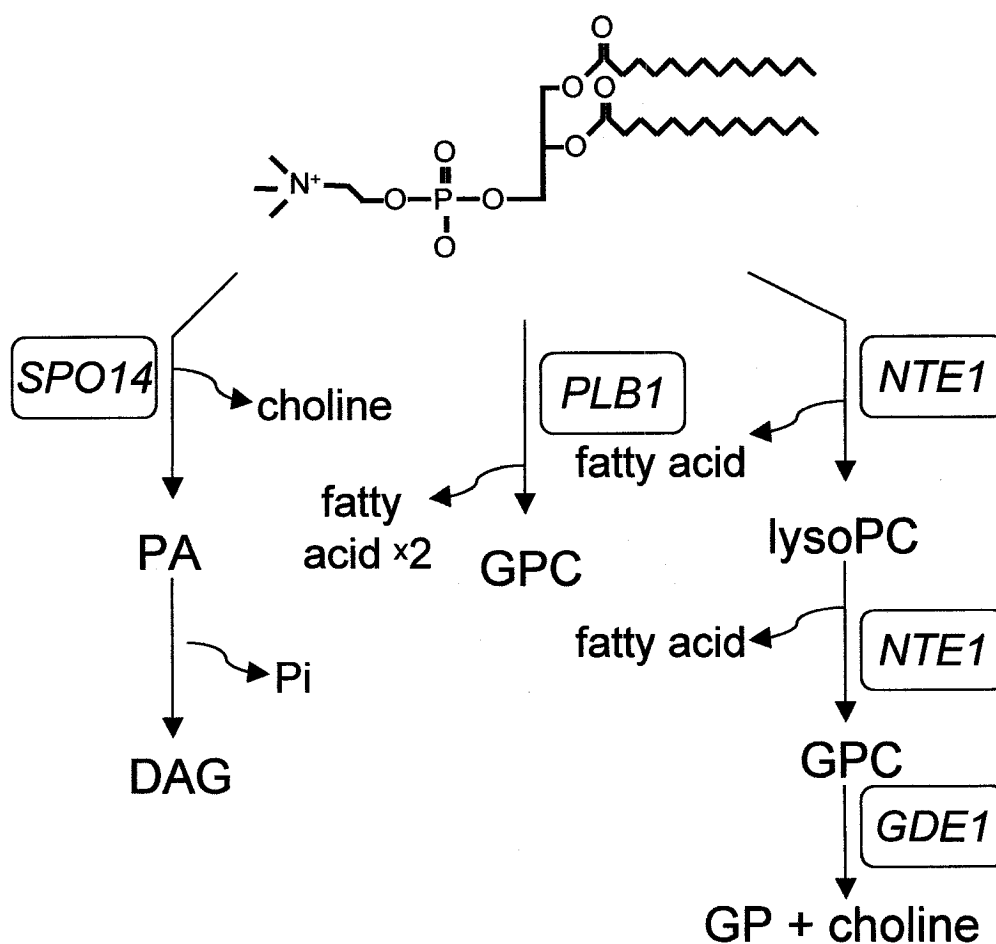 O
O
O
O
O
O
N+
O
P
O
O
SPO14
choline
PLB1
NTE1
fatty acid
fatty
acid x2
PA
GPC
lysoPC
fatty acid
NTE1
Pi
DAG
GPC
GDE1
GP + choline